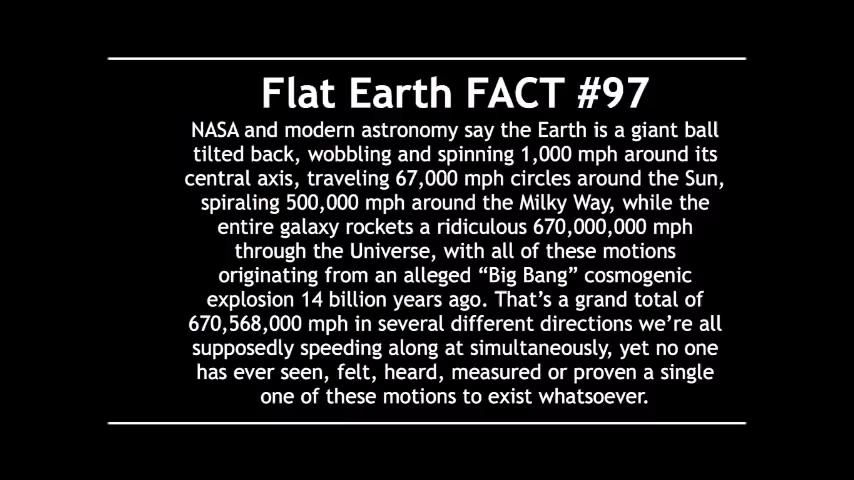 Flat Earth FACT #97
NASA and modern astronomy say the Earth is a giant ball
tilted back, wobbling and spinning 1,000 mph around its
central axis, traveling 67,000 mph circles around the Sun,
spiraling 500,000 mph around the Milky Way, while the
entire galaxy rockets a ridiculous 670,000,000 mph
through the Universe, with all of these motions
originating from an alleged “Big Bang” cosmogenic
explosion 14 billion years ago. That’s a grand total of
670,568,000 mph in several different directions we’re all
supposedly speeding along at simultaneously, yet no one
has ever seen, felt, heard, measured or proven a single
one of these motions to exist whatsoever.